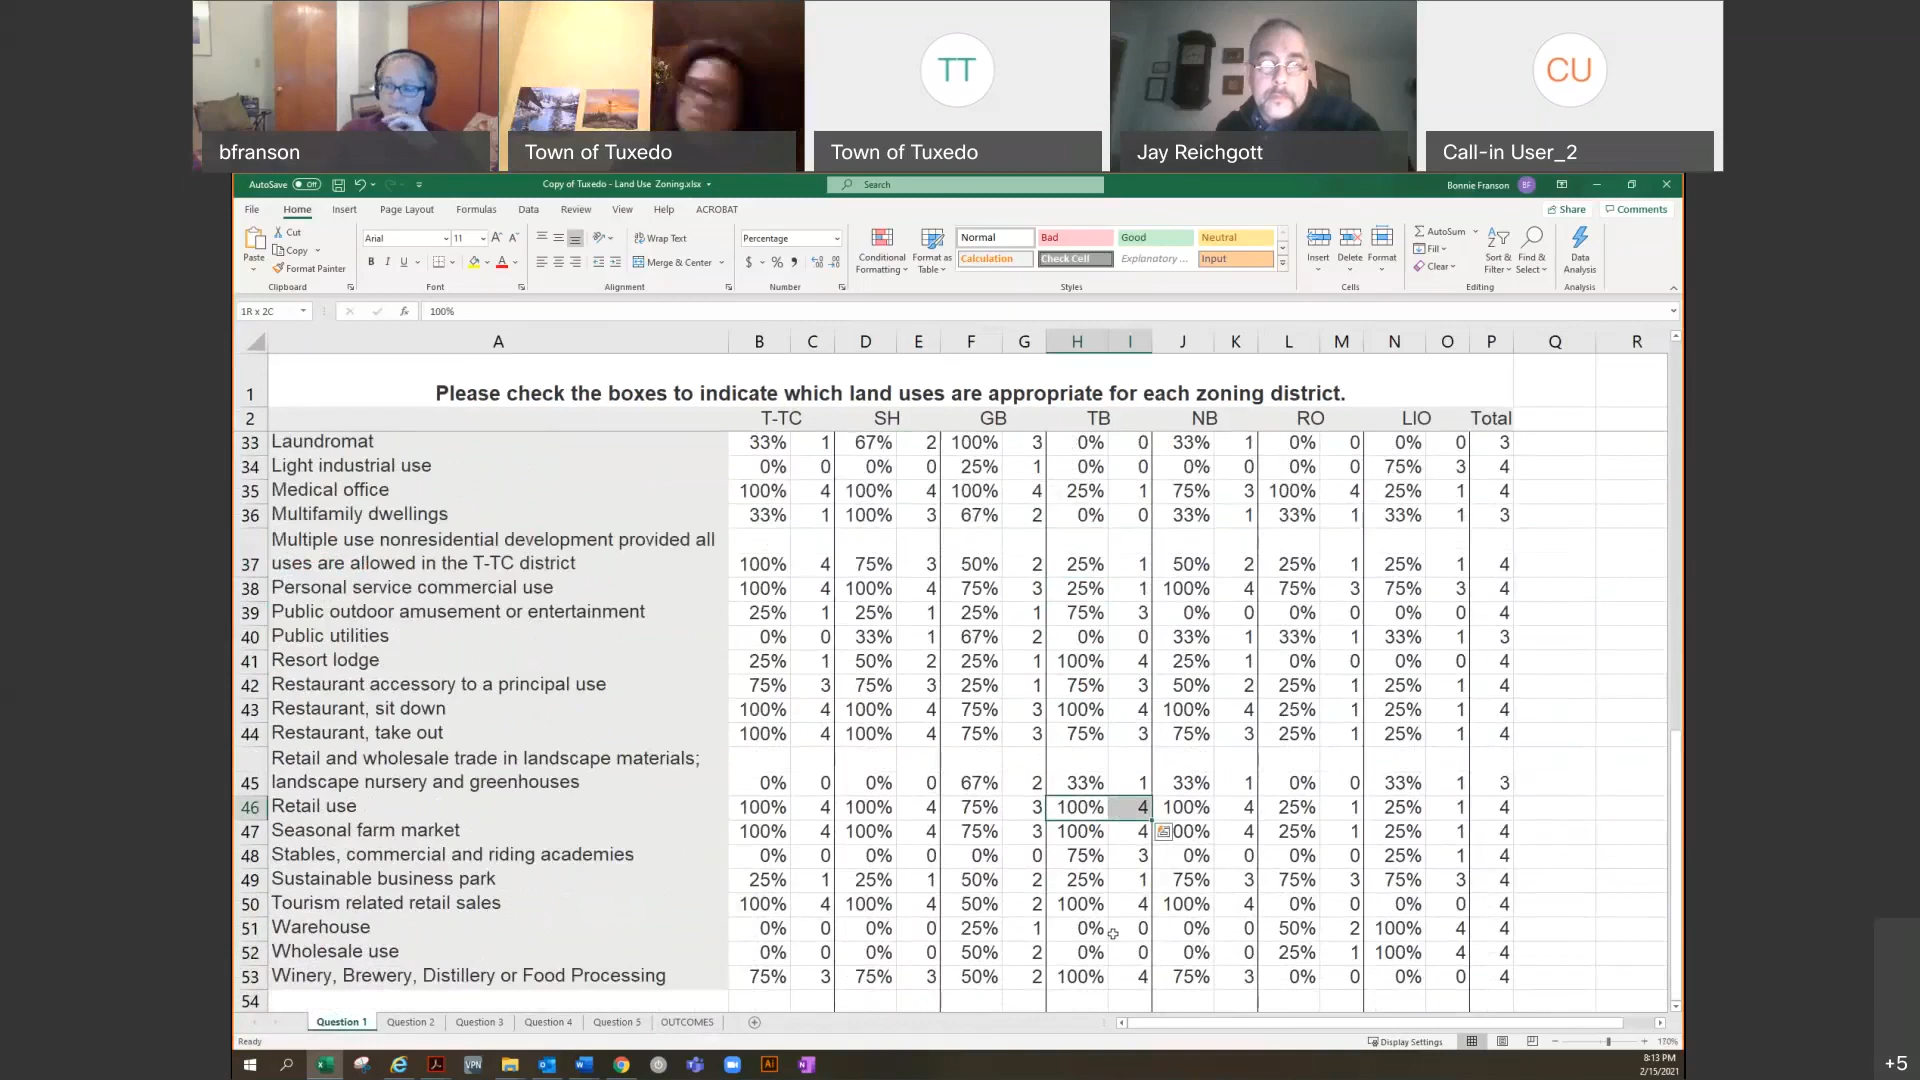 TT
CU
bfranson
Town of Tuxedo
Town of Tuxedo
Jay Reichgott
Call-in User_2
AutoSave Off
Copy of Tuxedo - Land Use Zoning.xlsx
Search
Bonnie Franson BF
File Home Insert Page Layout Formulas Data Review View Help ACROBAT
Share Comments
Paste
Cut
Copy
Format Painter
Clipboard
Arial 11
B I U
Font
Wrap Text
Merge & Center
Alignment
Percentage
$ % ,
Number
Conditional Formatting
Format as Table
Normal Bad Good Neutral
Calculation Check Cell Explanatory ... Input
Styles
Insert Delete Format
Cells
AutoSum
Fill
Clear
Sort & Filter
Find & Select
Editing
Data Analysis
Analysis
1R x 2C fx 100%
A B C D E F G H I J K L M N O P Q R
1 Please check the boxes to indicate which land uses are appropriate for each zoning district.
2 T-TC SH GB TB NB RO LIO Total
33 Laundromat 33% 1 67% 2 100% 3 0% 0 33% 1 0% 0 0% 0 3
34 Light industrial use 0% 0 0% 0 25% 1 0% 0 0% 0 0% 0 75% 3 4
35 Medical office 100% 4 100% 4 100% 4 25% 1 75% 3 100% 4 25% 1 4
36 Multifamily dwellings 33% 1 100% 3 67% 2 0% 0 33% 1 33% 1 33% 1 3
Multiple use nonresidential development provided all
37 uses are allowed in the T-TC district 100% 4 75% 3 50% 2 25% 1 50% 2 25% 1 25% 1 4
38 Personal service commercial use 100% 4 100% 4 75% 3 25% 1 100% 4 75% 3 75% 3 4
39 Public outdoor amusement or entertainment 25% 1 25% 1 25% 1 75% 3 0% 0 0% 0 0% 0 4
40 Public utilities 0% 0 33% 1 67% 2 0% 0 33% 1 33% 1 33% 1 3
41 Resort lodge 25% 1 50% 2 25% 1 100% 4 25% 1 0% 0 0% 0 4
42 Restaurant accessory to a principal use 75% 3 75% 3 25% 1 75% 3 50% 2 25% 1 25% 1 4
43 Restaurant, sit down 100% 4 100% 4 75% 3 100% 4 100% 4 25% 1 25% 1 4
44 Restaurant, take out 100% 4 100% 4 75% 3 75% 3 75% 3 25% 1 25% 1 4
Retail and wholesale trade in landscape materials;
45 landscape nursery and greenhouses 0% 0 0% 0 67% 2 33% 1 33% 1 0% 0 33% 1 3
46 Retail use 100% 4 100% 4 75% 3 100% 4 100% 4 25% 1 25% 1 4
47 Seasonal farm market 100% 4 100% 4 75% 3 100% 4 00% 4 25% 1 25% 1 4
48 Stables, commercial and riding academies 0% 0 0% 0 0% 0 75% 3 0% 0 0% 0 25% 1 4
49 Sustainable business park 25% 1 25% 1 50% 2 25% 1 75% 3 75% 3 75% 3 4
50 Tourism related retail sales 100% 4 100% 4 50% 2 100% 4 100% 4 0% 0 0% 0 4
51 Warehouse 0% 0 0% 0 25% 1 0% 0 0% 0 50% 2 100% 4 4
52 Wholesale use 0% 0 0% 0 50% 2 0% 0 0% 0 25% 1 100% 4 4
53 Winery, Brewery, Distillery or Food Processing 75% 3 75% 3 50% 2 100% 4 75% 3 0% 0 0% 0 4
54
Question 1 Question 2 Question 3 Question 4 Question 5 OUTCOMES
Ready
Display Settings
170%
VPN
Ai
8:13 PM
2/15/2021
+5